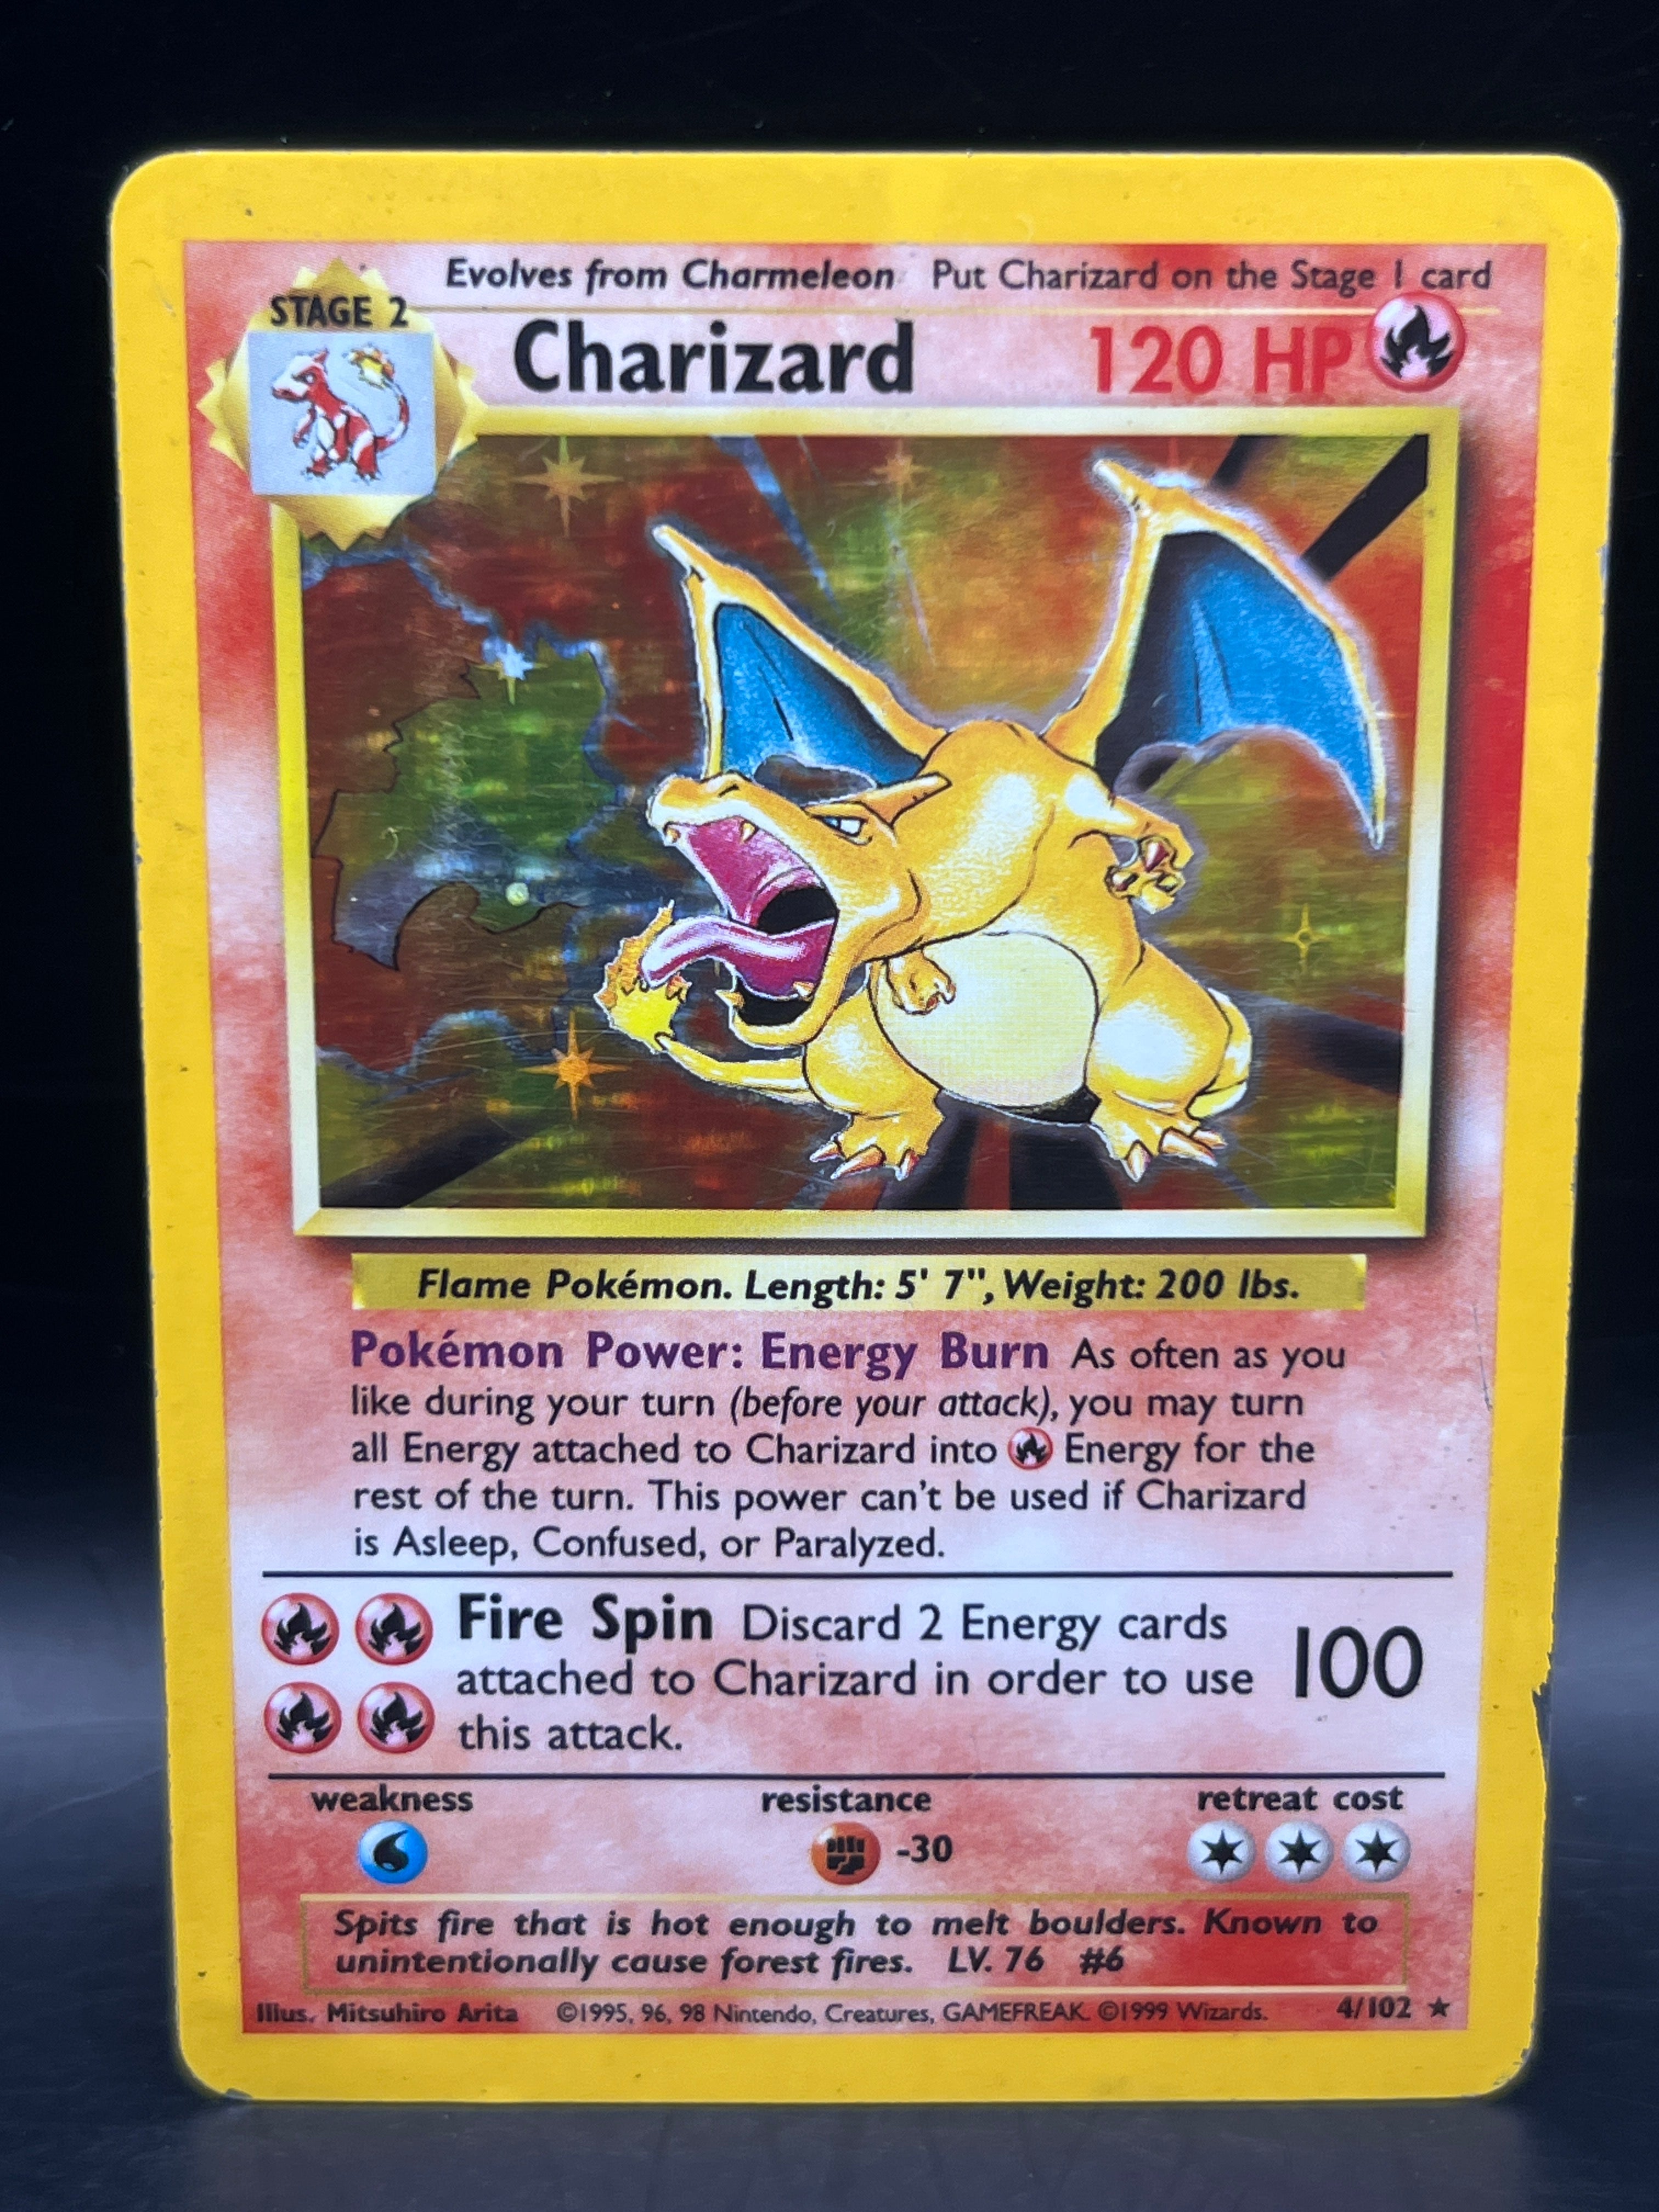 Evolves from Charmeleon Put Charizard on the Stage 1 card
STAGE 2
Charizard 120 HP
Flame Pokémon. Length: 5' 7", Weight: 200 lbs.
Pokémon Power: Energy Burn As often as you
like during your turn (before your attack), you may turn
all Energy attached to Charizard into Energy for the
rest of the turn. This power can't be used if Charizard
is Asleep, Confused, or Paralyzed.
Fire Spin Discard 2 Energy cards
attached to Charizard in order to use 100
this attack.
weakness resistance retreat cost
-30
Spits fire that is hot enough to melt boulders. Known to
unintentionally cause forest fires. LV. 76 #6
Illus. Mitsuhiro Arita ©1995, 96, 98 Nintendo, Creatures, GAMEFREAK. ©1999 Wizards. 4/102 ★